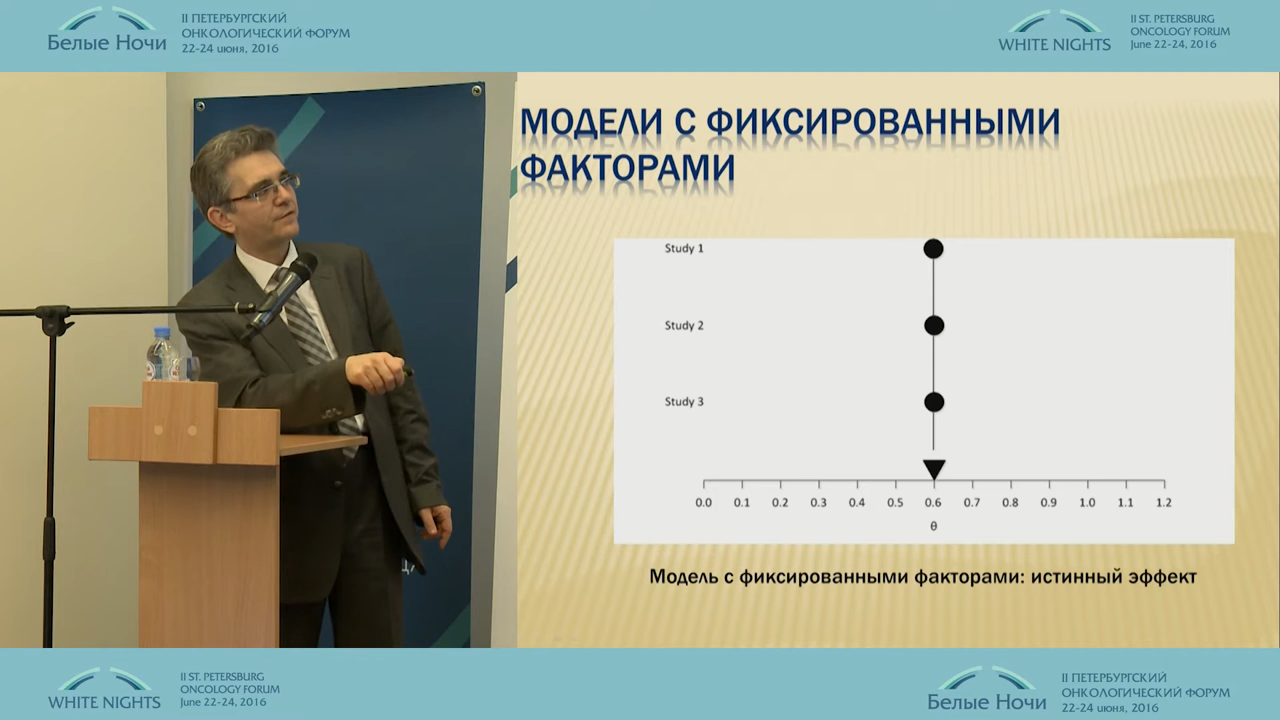 Белые Ночи
II ПЕТЕРБУРГСКИЙ
ОНКОЛОГИЧЕСКИЙ ФОРУМ
22-24 июня, 2016
WHITE NIGHTS
II ST. PETERSBURG
ONCOLOGY FORUM
June 22-24, 2016
МОДЕЛИ С ФИКСИРОВАННЫМИ
ФАКТОРАМИ
Study 1
Study 2
Study 3
0.0 0.1 0.2 0.3 0.4 0.5 0.6 0.7 0.8 0.9 1.0 1.1 1.2
θ
Модель с фиксированными факторами: истинный эффект
WHITE NIGHTS
II ST. PETERSBURG
ONCOLOGY FORUM
June 22-24, 2016
Белые Ночи
II ПЕТЕРБУРГСКИЙ
ОНКОЛОГИЧЕСКИЙ ФОРУМ
22-24 июня, 2016